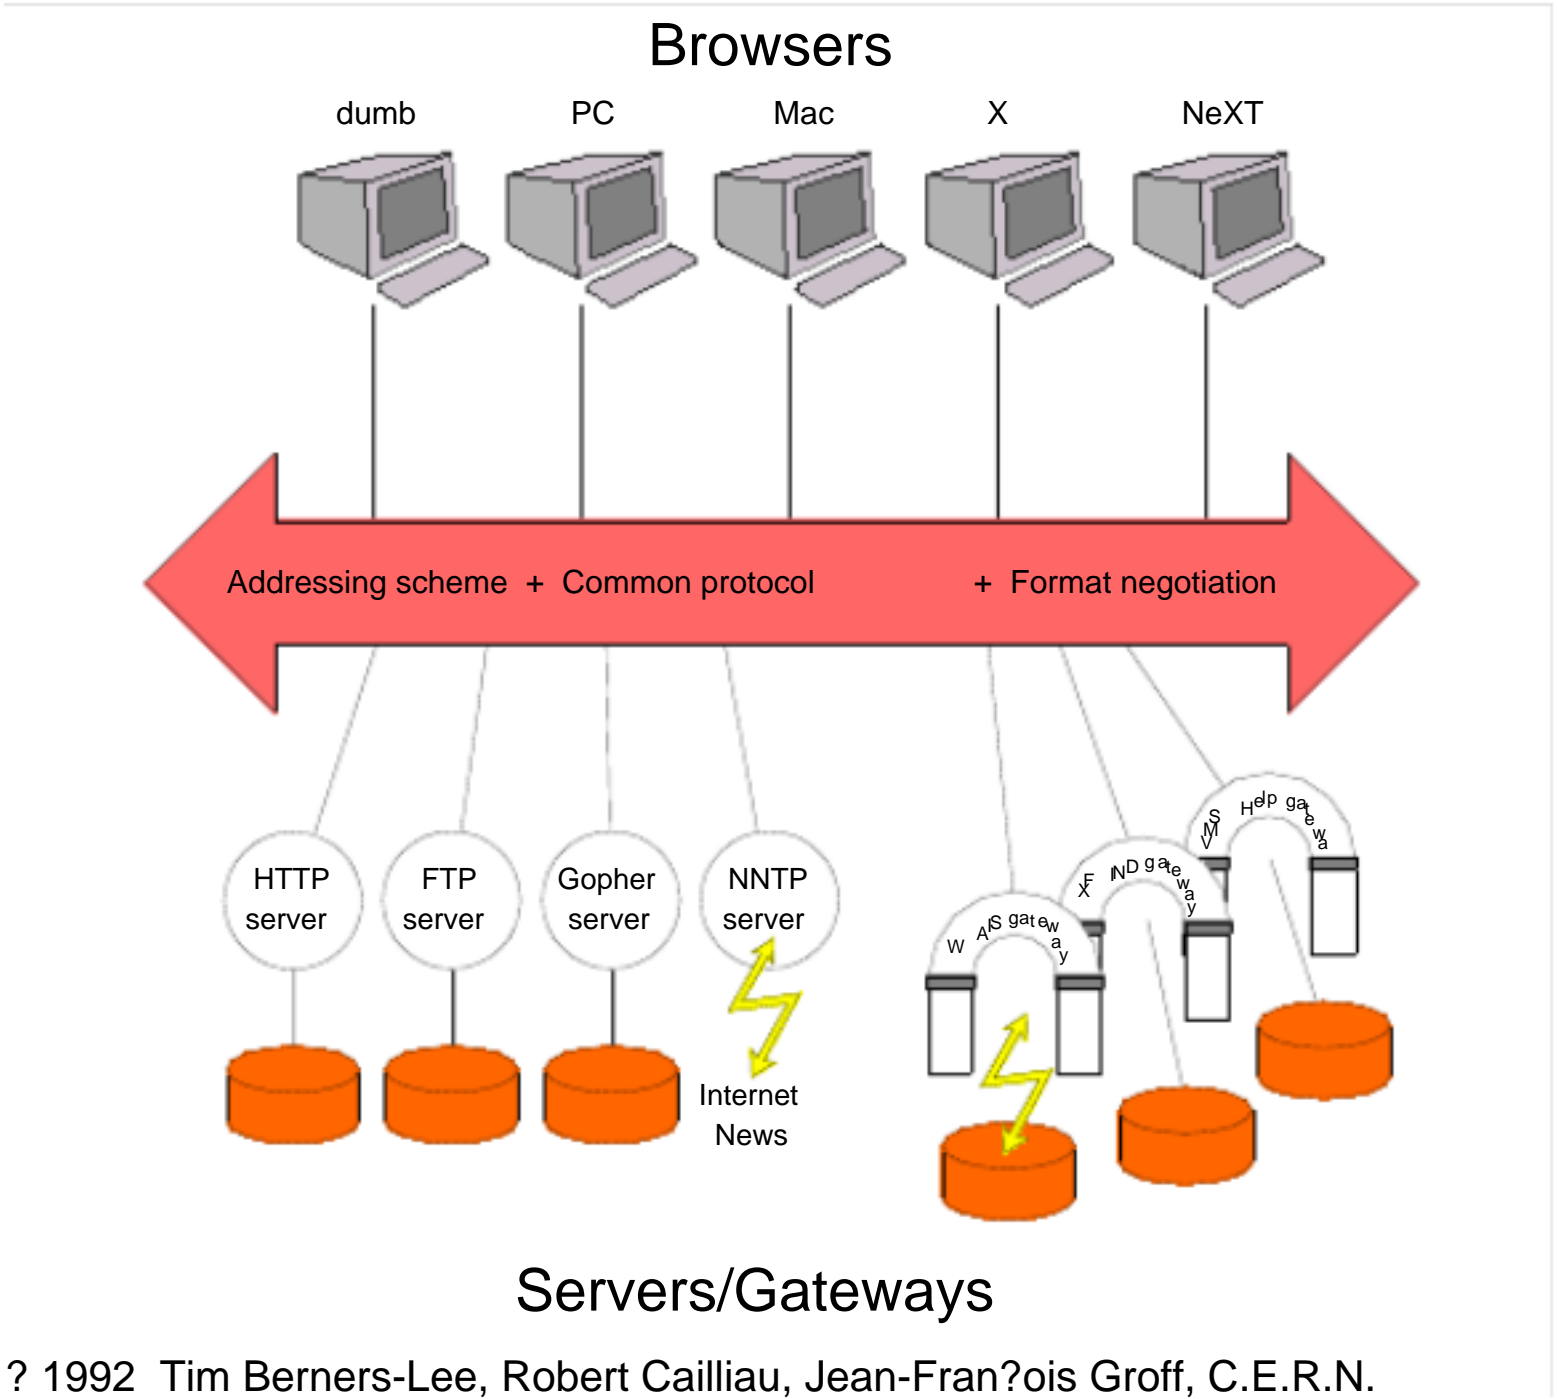 Browsers
dumb PC Mac X NeXT
Addressing scheme + Common protocol + Format negotiation
VMS Help gatewa
XFIND gateway
WAIS gateway
HTTP server
FTP server
Gopher server
NNTP server
Internet
News
Servers/Gateways
? 1992 Tim Berners-Lee, Robert Cailliau, Jean-Fran?ois Groff, C.E.R.N.